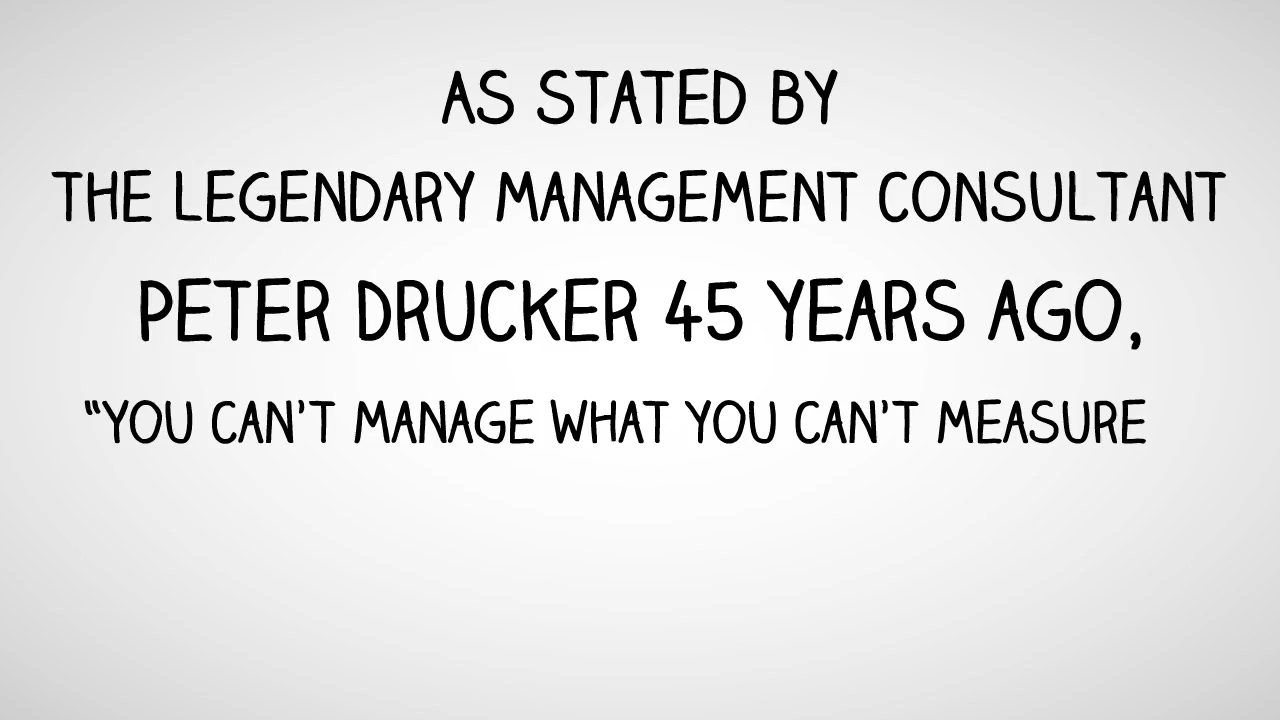 AS STATED BY
THE LEGENDARY MANAGEMENT CONSULTANT
PETER DRUCKER 45 YEARS AGO,
"YOU CAN'T MANAGE WHAT YOU CAN'T MEASURE